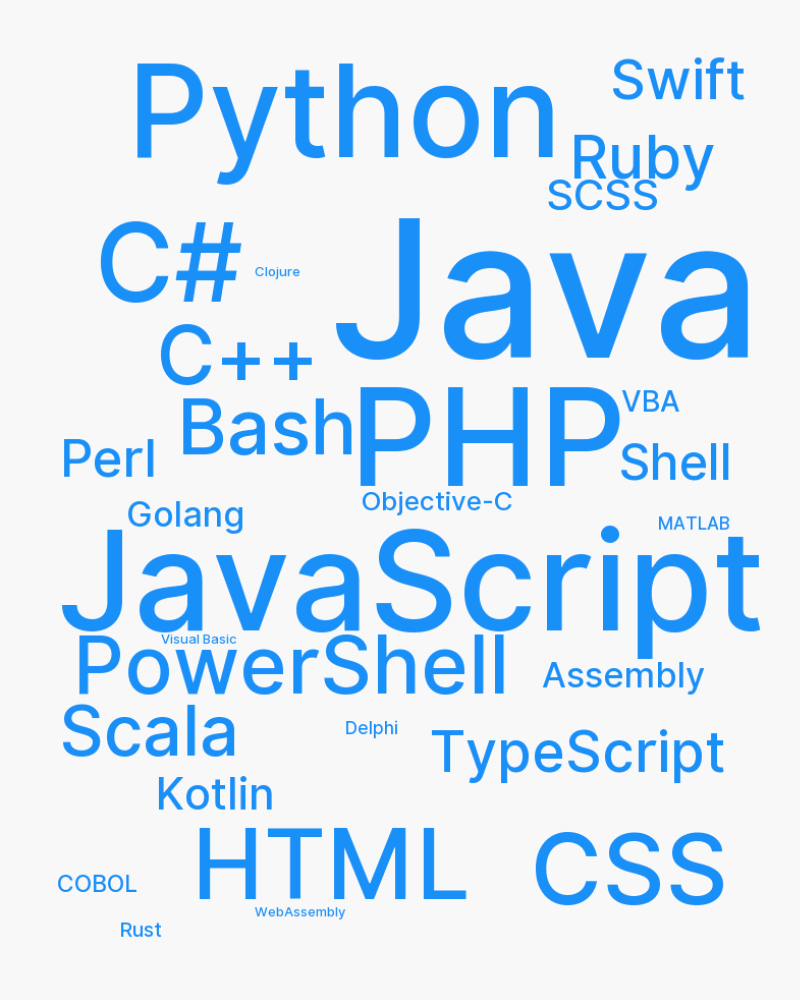 Swift
Python
Ruby
SCSS
C#
Clojure
Java
C++
PHP
VBA
Bash
Perl
Shell
Objective-C
Golang
MATLAB
JavaScript
Visual Basic
PowerShell
Assembly
Scala
Delphi
TypeScript
Kotlin
HTML
CSS
COBOL
WebAssembly
Rust